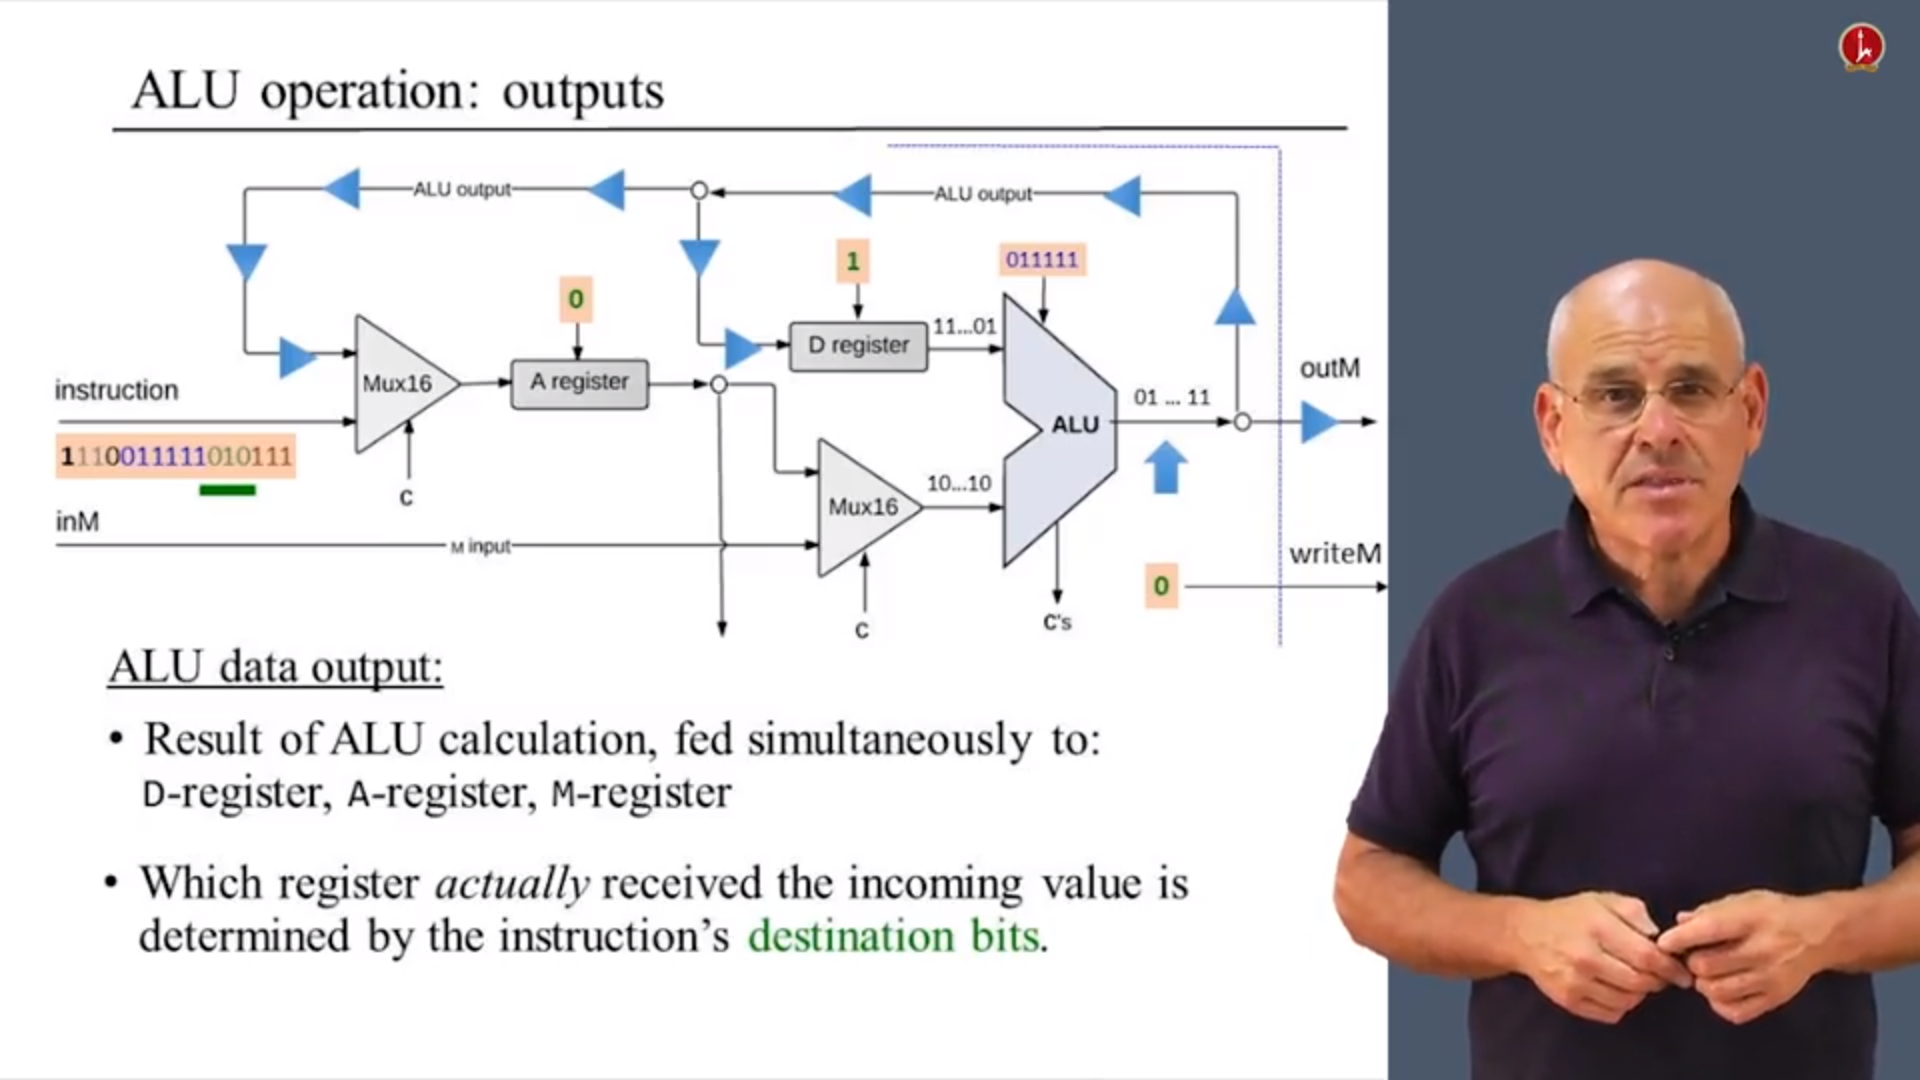 ALU operation: outputs
ALU output
ALU output
1
011111
0
11...01
D register
instruction
Mux16
A register
01 ... 11
outM
ALU
1110011111010111
C
10...10
Mux16
inM
M input
writeM
0
C
C's
ALU data output:
• Result of ALU calculation, fed simultaneously to:
D-register, A-register, M-register
• Which register actually received the incoming value is
determined by the instruction's destination bits.